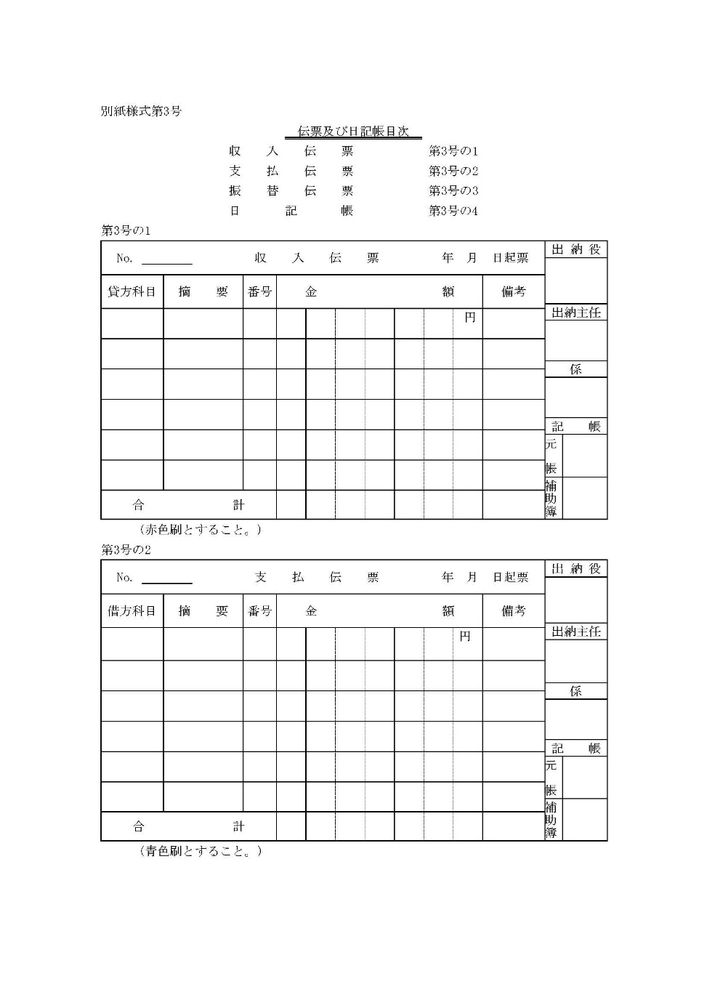 別紙様式第3号
伝票及び日記帳目次
収入伝票 第3号の1
支払伝票 第3号の2
振替伝票 第3号の3
日記帳 第3号の4
第3号の1
No. 収入伝票 年 月 日起票
出納役
貸方科目 摘要 番号 金額 備考
円
出納主任
係
記帳
元帳
補助簿
合計
（赤色刷とすること。）
第3号の2
No. 支払伝票 年 月 日起票
出納役
借方科目 摘要 番号 金額 備考
円
出納主任
係
記帳
元帳
補助簿
合計
（青色刷とすること。）